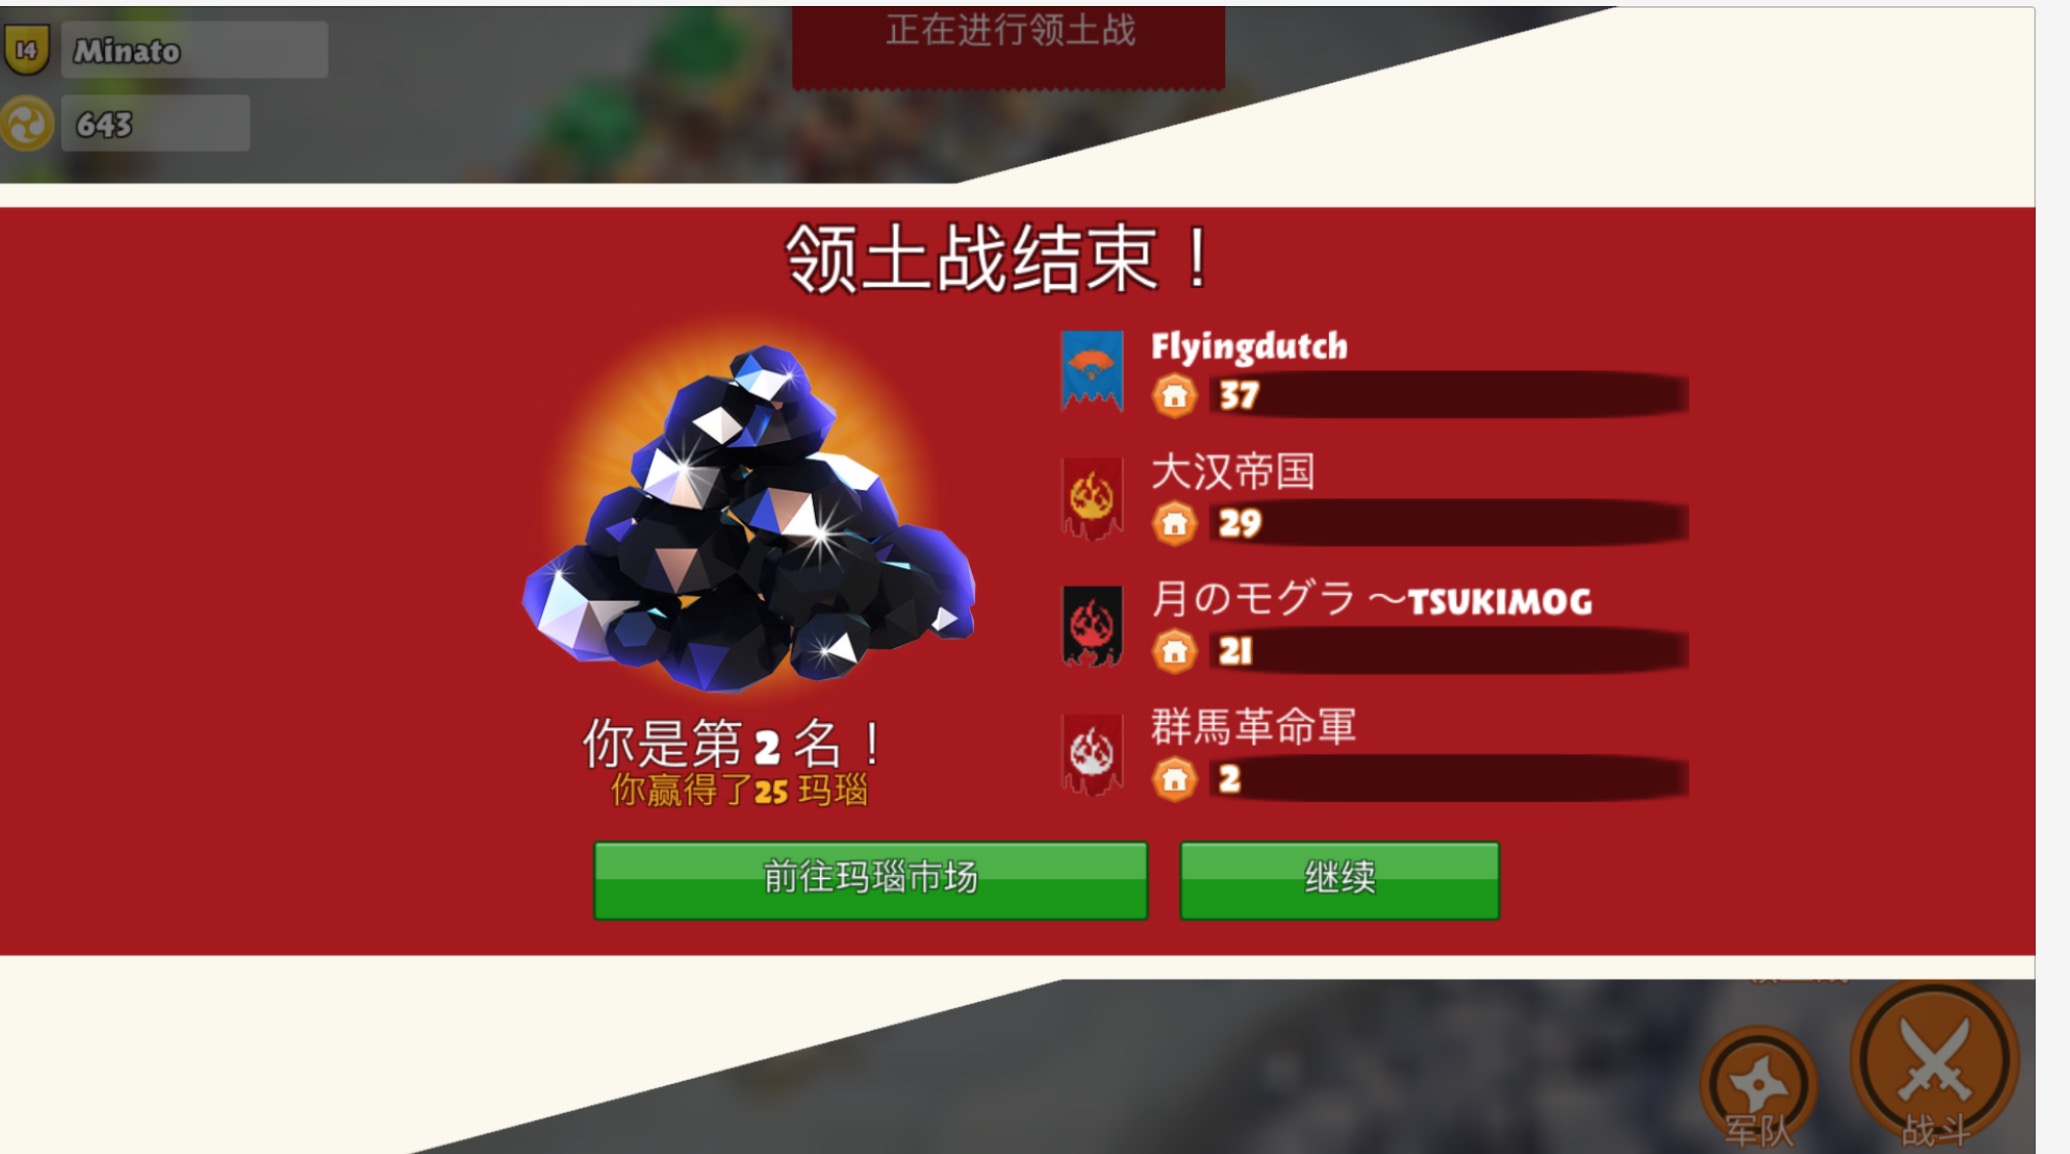 14
Minato
643
正在进行领土战
领土战结束！
Flyingdutch
37
大汉帝国
29
月のモグラ ～TSUKIMOG
21
群馬革命軍
2
你是第 2 名！
你赢得了25 玛瑙
前往玛瑙市场
继续
军队
战斗